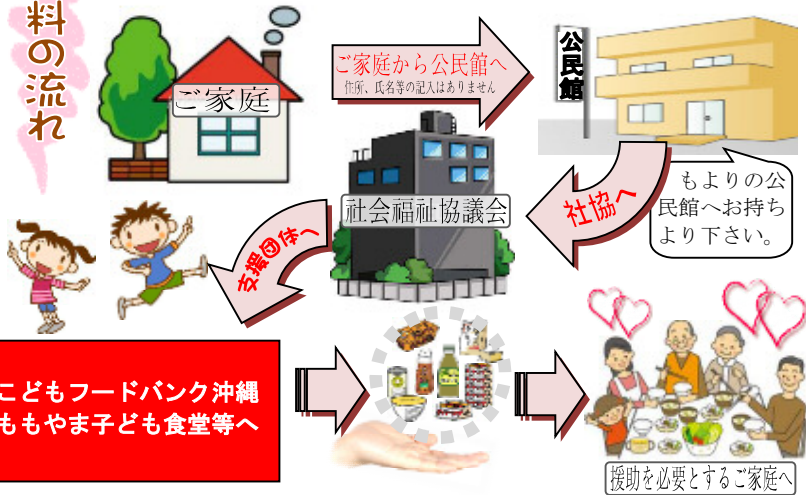 料の流れ
ご家庭
ご家庭から公民館へ
住所、氏名等の記入はありません
公民館
もよりの公
民館へお持ち
より下さい。
社協へ
社会福祉協議会
支援団体へ
こどもフードバンク沖縄
ももやま子ども食堂等へ
援助を必要とするご家庭へ